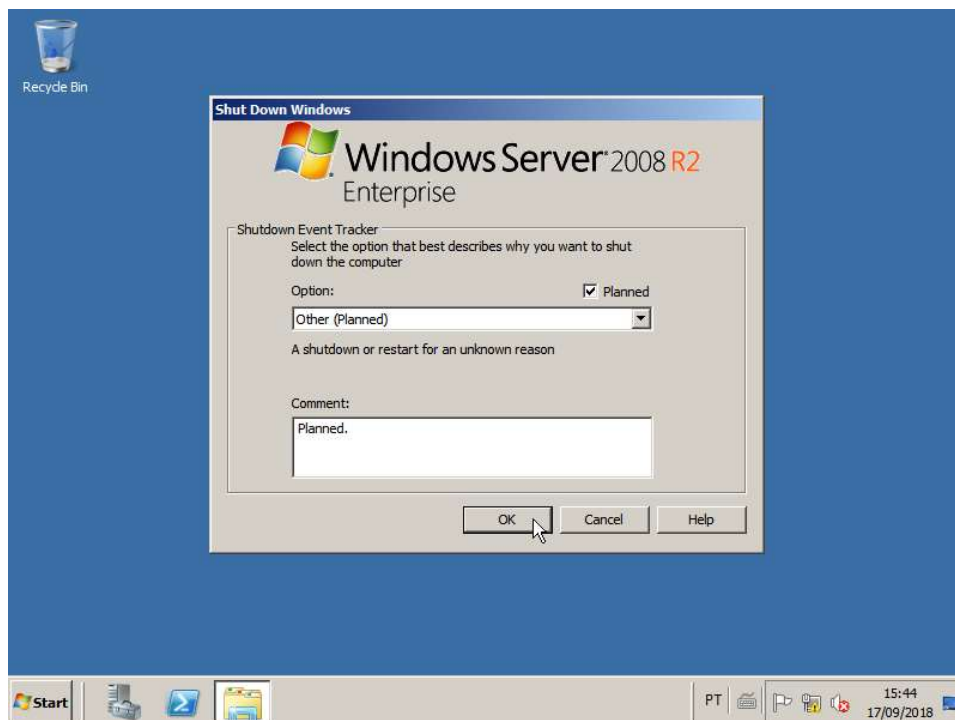 Recycle Bin
Shut Down Windows
Windows Server 2008 R2
Enterprise
Shutdown Event Tracker
Select the option that best describes why you want to shut
down the computer
Option:
Planned
Other (Planned)
A shutdown or restart for an unknown reason
Comment:
Planned.
OK Cancel Help
Start
PT
15:44
17/09/2018